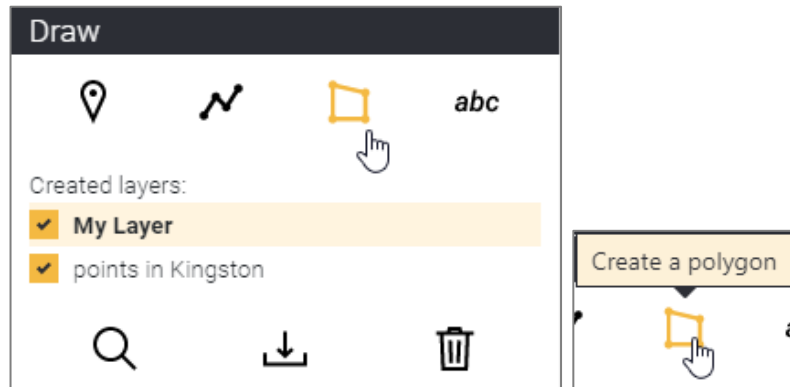 Draw
abc
Created layers:
My Layer
points in Kingston
Create a polygon